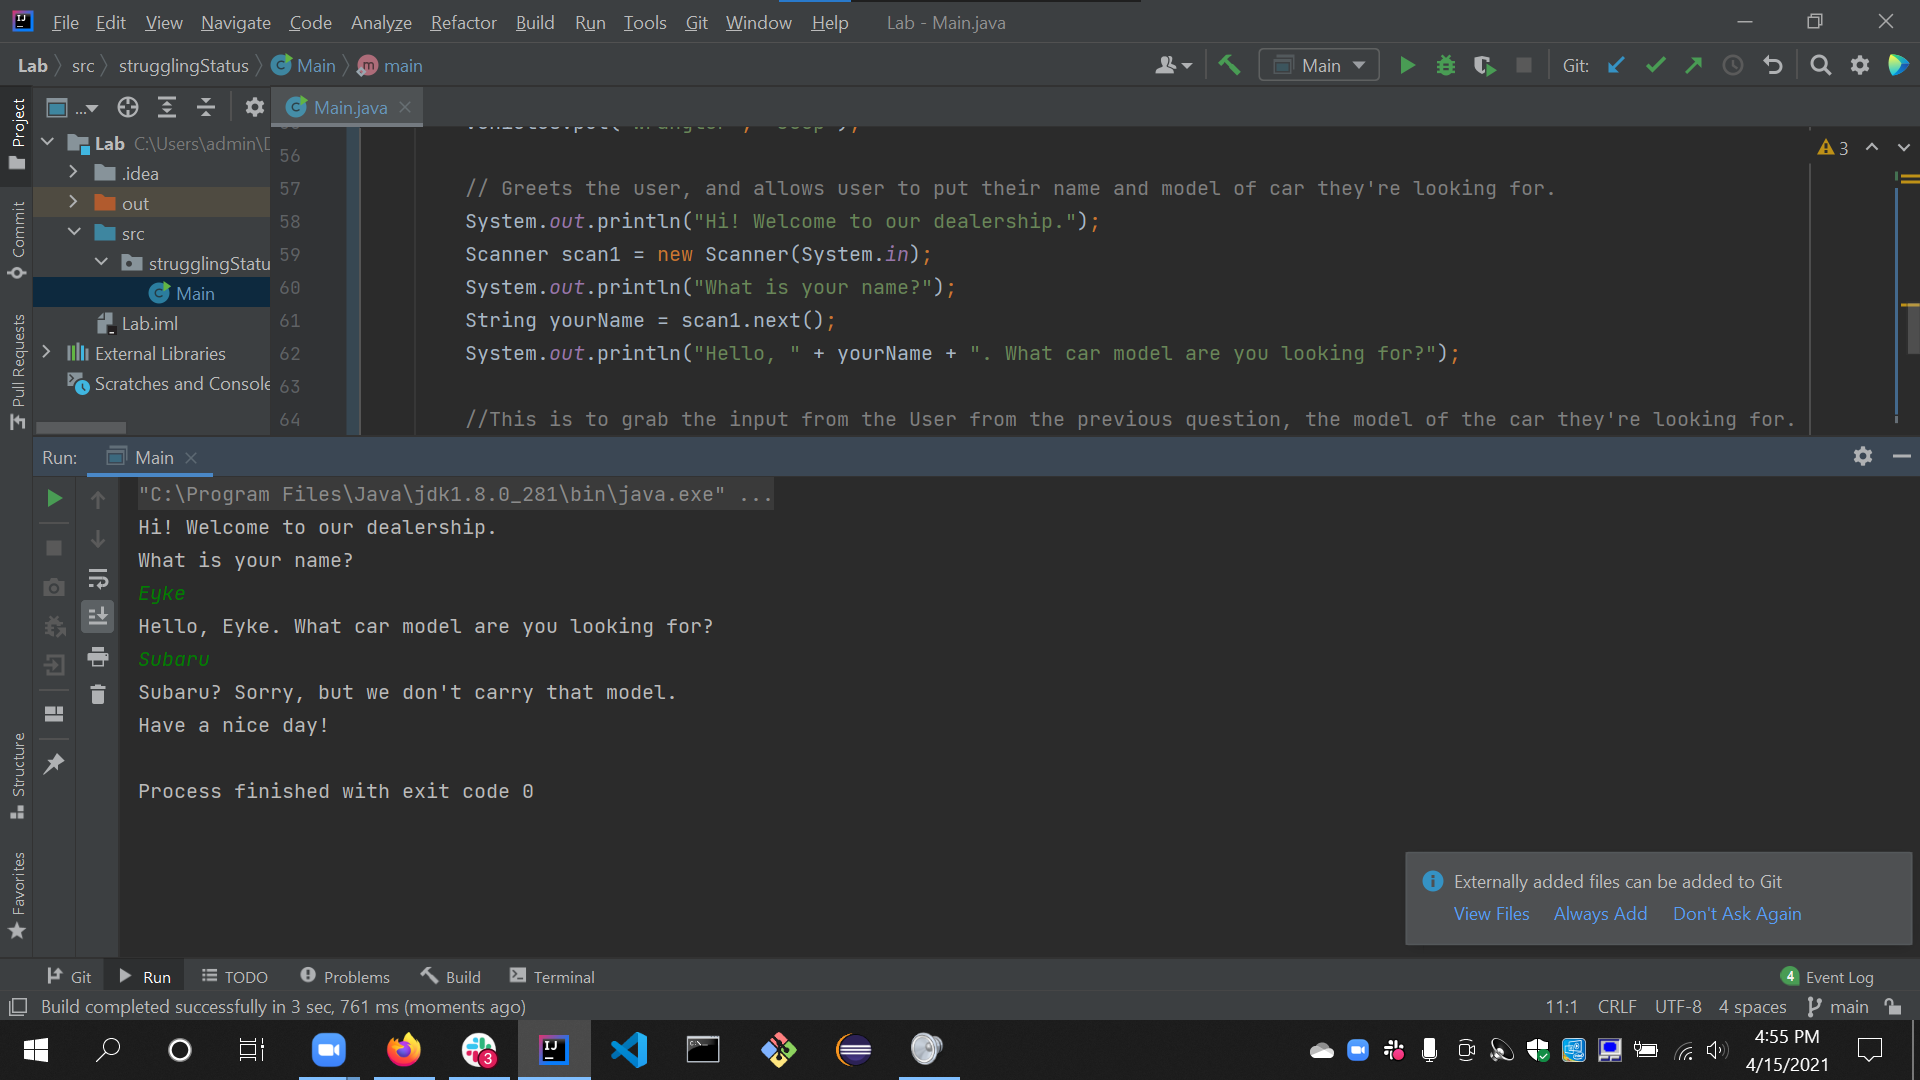 File Edit View Navigate Code Analyze Refactor Build Run Tools Git Window Help Lab - Main.java
Lab src strugglingStatus Main main
Main Git:
Project
Commit
Pull Requests
Structure
Favorites
...
Main.java
Lab C:\Users\admin\D
.idea
out
src
strugglingStatu
Main
Lab.iml
External Libraries
Scratches and Console
3
56
57 // Greets the user, and allows user to put their name and model of car they're looking for.
58 System.out.println("Hi! Welcome to our dealership.");
59 Scanner scan1 = new Scanner(System.in);
60 System.out.println("What is your name?");
61 String yourName = scan1.next();
62 System.out.println("Hello, " + yourName + ". What car model are you looking for?");
63
64 //This is to grab the input from the User from the previous question, the model of the car they're looking for.
Run: Main
"C:\Program Files\Java\jdk1.8.0_281\bin\java.exe" ...
Hi! Welcome to our dealership.
What is your name?
Eyke
Hello, Eyke. What car model are you looking for?
Subaru
Subaru? Sorry, but we don't carry that model.
Have a nice day!
Process finished with exit code 0
Externally added files can be added to Git
View Files Always Add Don't Ask Again
Git Run TODO Problems Build Terminal
4 Event Log
Build completed successfully in 3 sec, 761 ms (moments ago)
11:1 CRLF UTF-8 4 spaces main
3
4:55 PM
4/15/2021